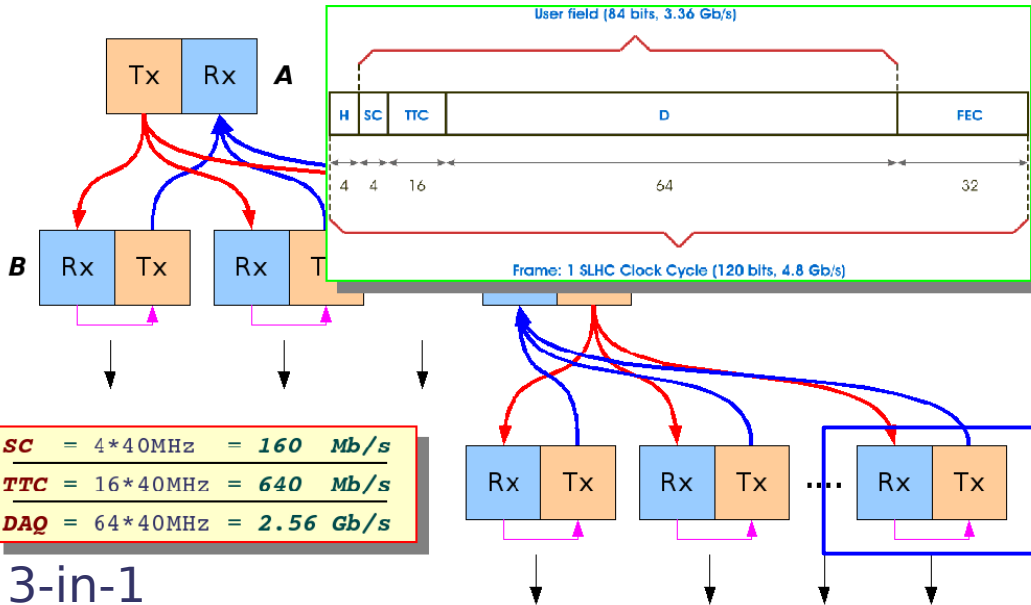 User field (84 bits, 3.36 Gb/s)
Tx Rx A
H SC TTC D FEC
4 4 16 64 32
B Rx Tx Rx
Frame: 1 SLHC Clock Cycle (120 bits, 4.8 Gb/s)
SC = 4*40MHz = 160 Mb/s
TTC = 16*40MHz = 640 Mb/s
DAQ = 64*40MHz = 2.56 Gb/s
Rx Tx Rx Tx .... Rx Tx
3-in-1